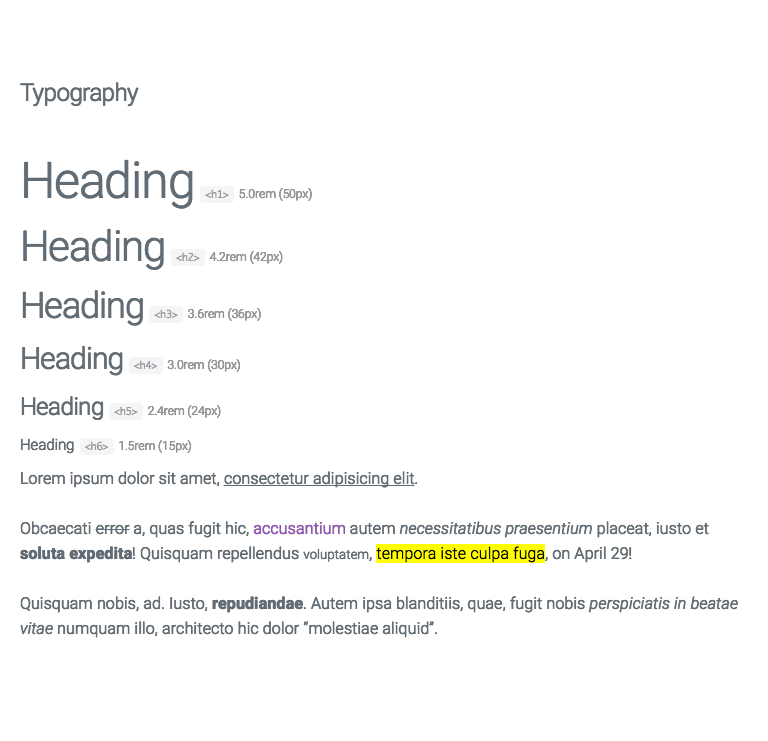 Typography
Heading <h1> 5.0rem (50px)
Heading <h2> 4.2rem (42px)
Heading <h3> 3.6rem (36px)
Heading <h4> 3.0rem (30px)
Heading <h5> 2.4rem (24px)
Heading <h6> 1.5rem (15px)
Lorem ipsum dolor sit amet, consectetur adipisicing elit.
Obcaecati error a, quas fugit hic, accusantium autem necessitatibus praesentium placeat, iusto et
soluta expedita! Quisquam repellendus voluptatem, tempora iste culpa fuga, on April 29!
Quisquam nobis, ad. Iusto, repudiandae. Autem ipsa blanditiis, quae, fugit nobis perspiciatis in beatae
vitae numquam illo, architecto hic dolor “molestiae aliquid”.